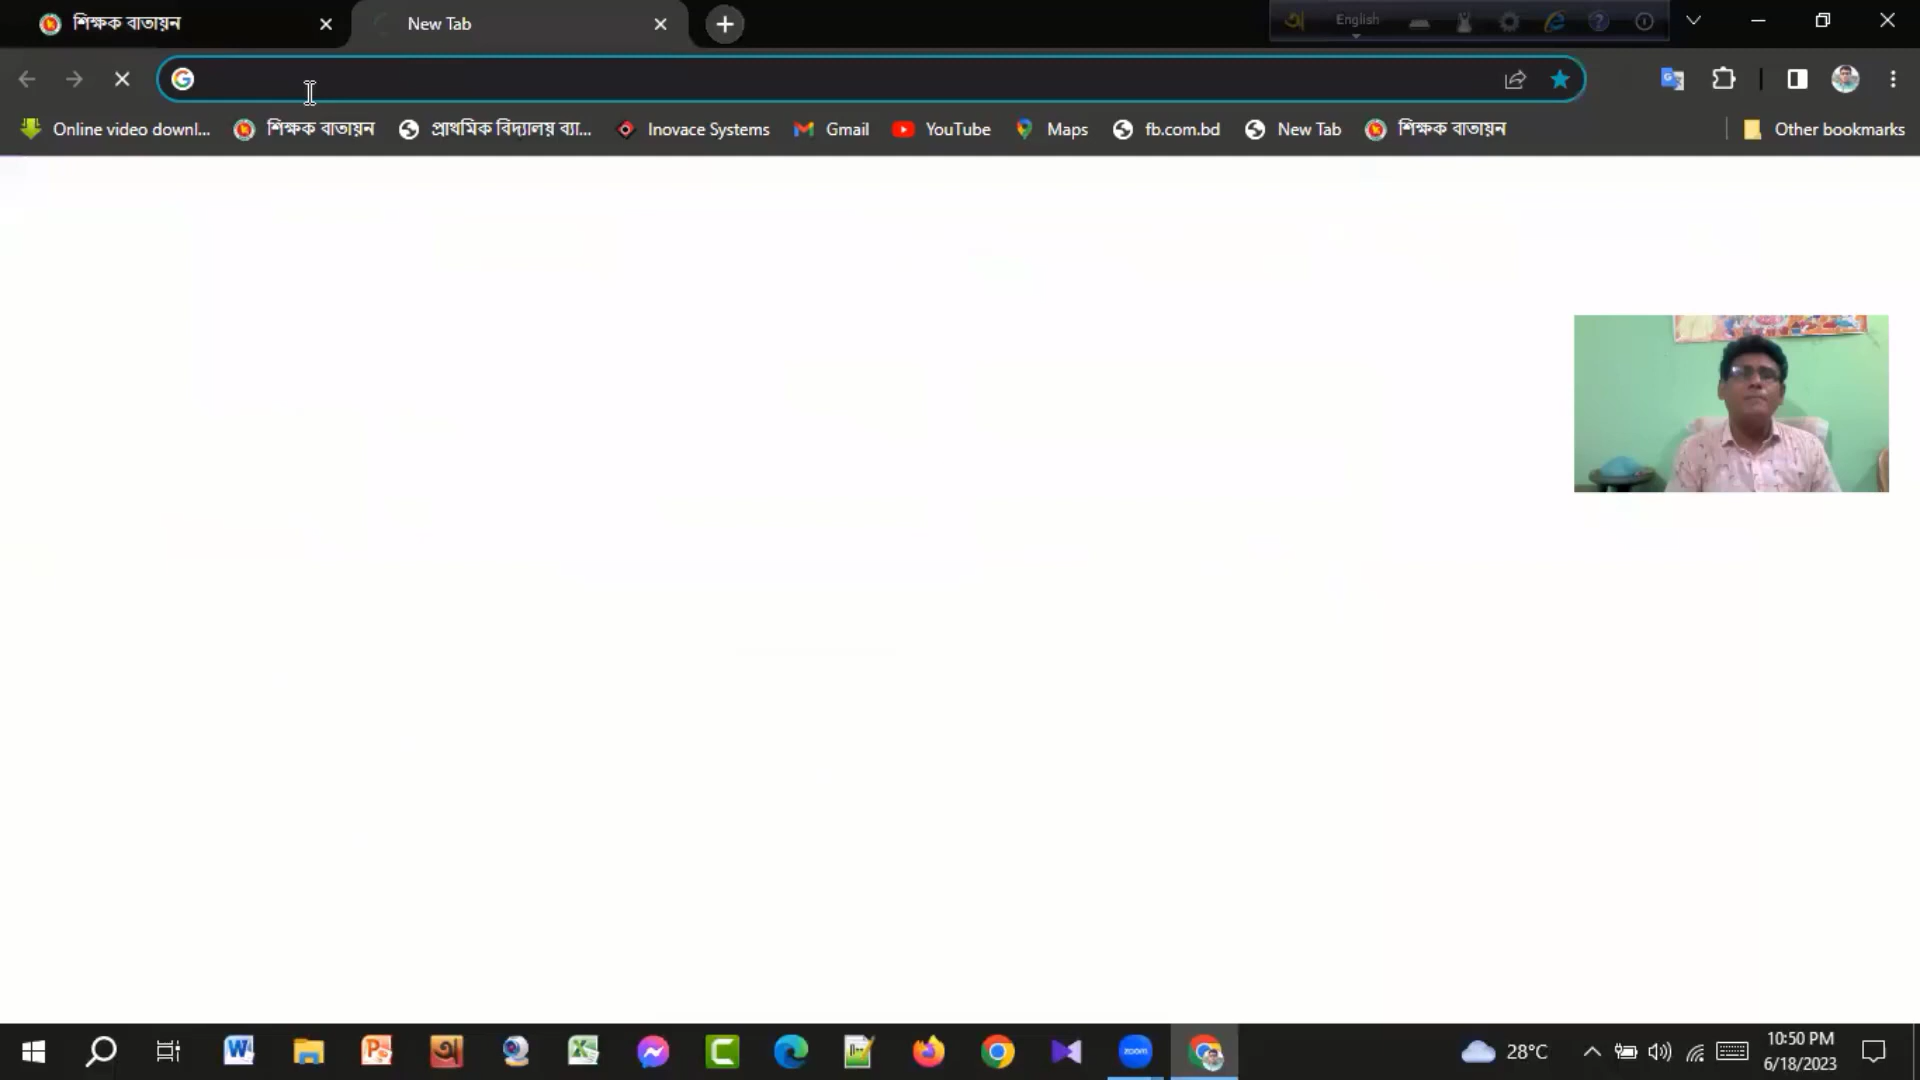 শিক্ষক বাতায়ন
New Tab
English
Online video downl...
শিক্ষক বাতায়ন
প্রাথমিক বিদ্যালয় ব্যা...
Inovace Systems
Gmail
YouTube
Maps
fb.com.bd
New Tab
শিক্ষক বাতায়ন
Other bookmarks
zoom
28°C
10:50 PM
6/18/2023